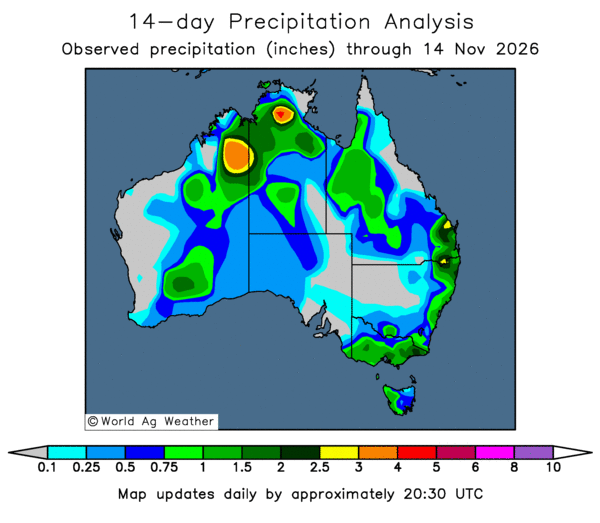 14-day Precipitation Analysis
Observed precipitation (inches) through 14 Nov 2026
©World Ag Weather
0.1 0.25 0.5 0.75 1 1.5 2 2.5 3 4 5 6 8 10
Map updates daily by approximately 20:30 UTC